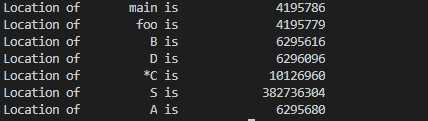 Location of main is 4195786
Location of foo is 4195779
Location of B is 6295616
Location of D is 6296096
Location of *C is 10126960
Location of S is 382736304
Location of A is 6295680